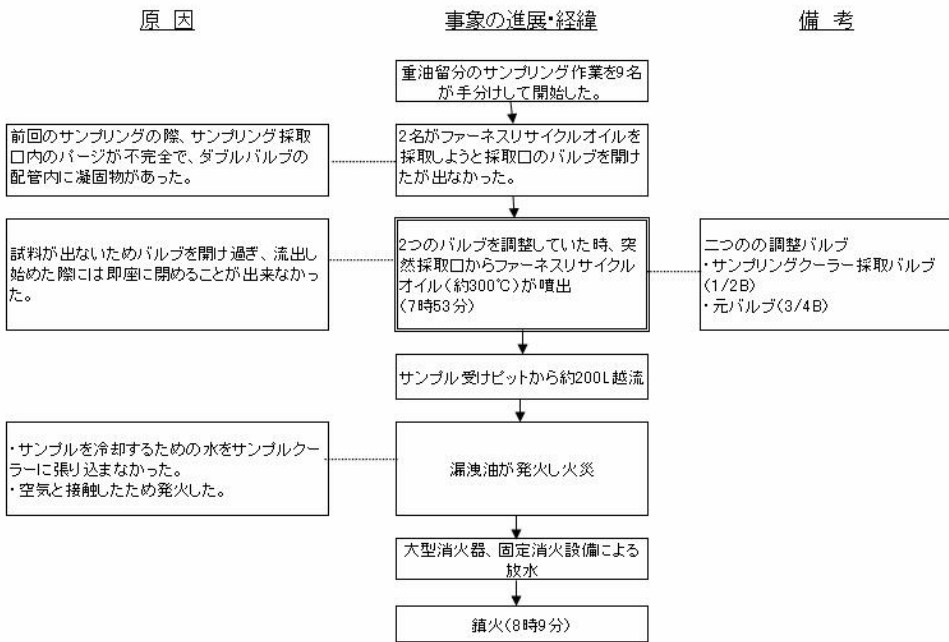 原 因
事象の進展・経緯
備 考
重油留分のサンプリング作業を9名
が手分けして開始した。
前回のサンプリングの際、サンプリング採取
口内のパージが不完全で、ダブルバルブの
配管内に凝固物があった。
2名がファーネスリサイクルオイルを
採取しようと採取口のバルブを開け
たが出なかった。
試料が出ないためバルブを開け過ぎ、流出し
始めた際には即座に閉めることが出来なかっ
た。
2つのバルブを調整していた時、突
然採取口からファーネスリサイクル
オイル(約300℃)が噴出
(7時53分)
二つのの調整バルブ
・サンプリングクーラー採取バルブ
(1/2B)
・元バルブ(3/4B)
サンプル受けピットから約200L越流
・サンプルを冷却するための水をサンプルクー
ラーに張り込まなかった。
・空気と接触したため発火した。
漏洩油が発火し火災
大型消火器、固定消火設備による
放水
鎮火(8時9分)